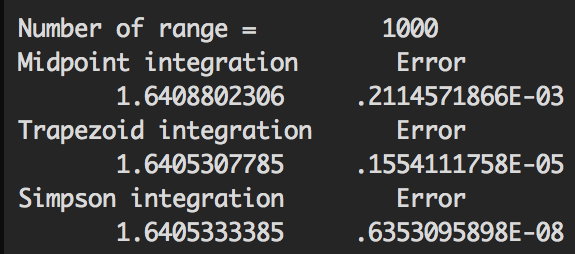 Number of range = 1000
Midpoint integration Error
1.6408802306 .2114571866E-03
Trapezoid integration Error
1.6405307785 .1554111758E-05
Simpson integration Error
1.6405333385 .6353095898E-08